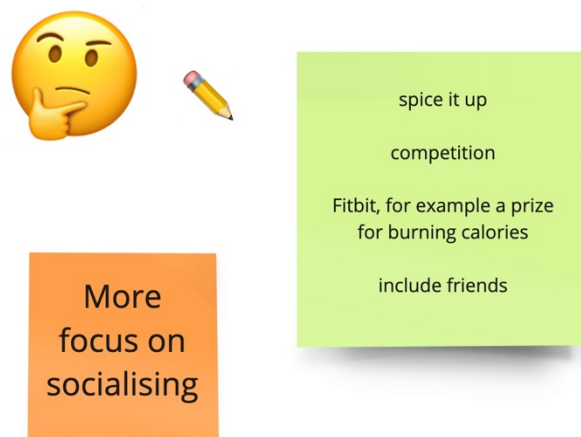 spice it up
competition
Fitbit, for example a prize
for burning calories
include friends
More
focus on
socialising